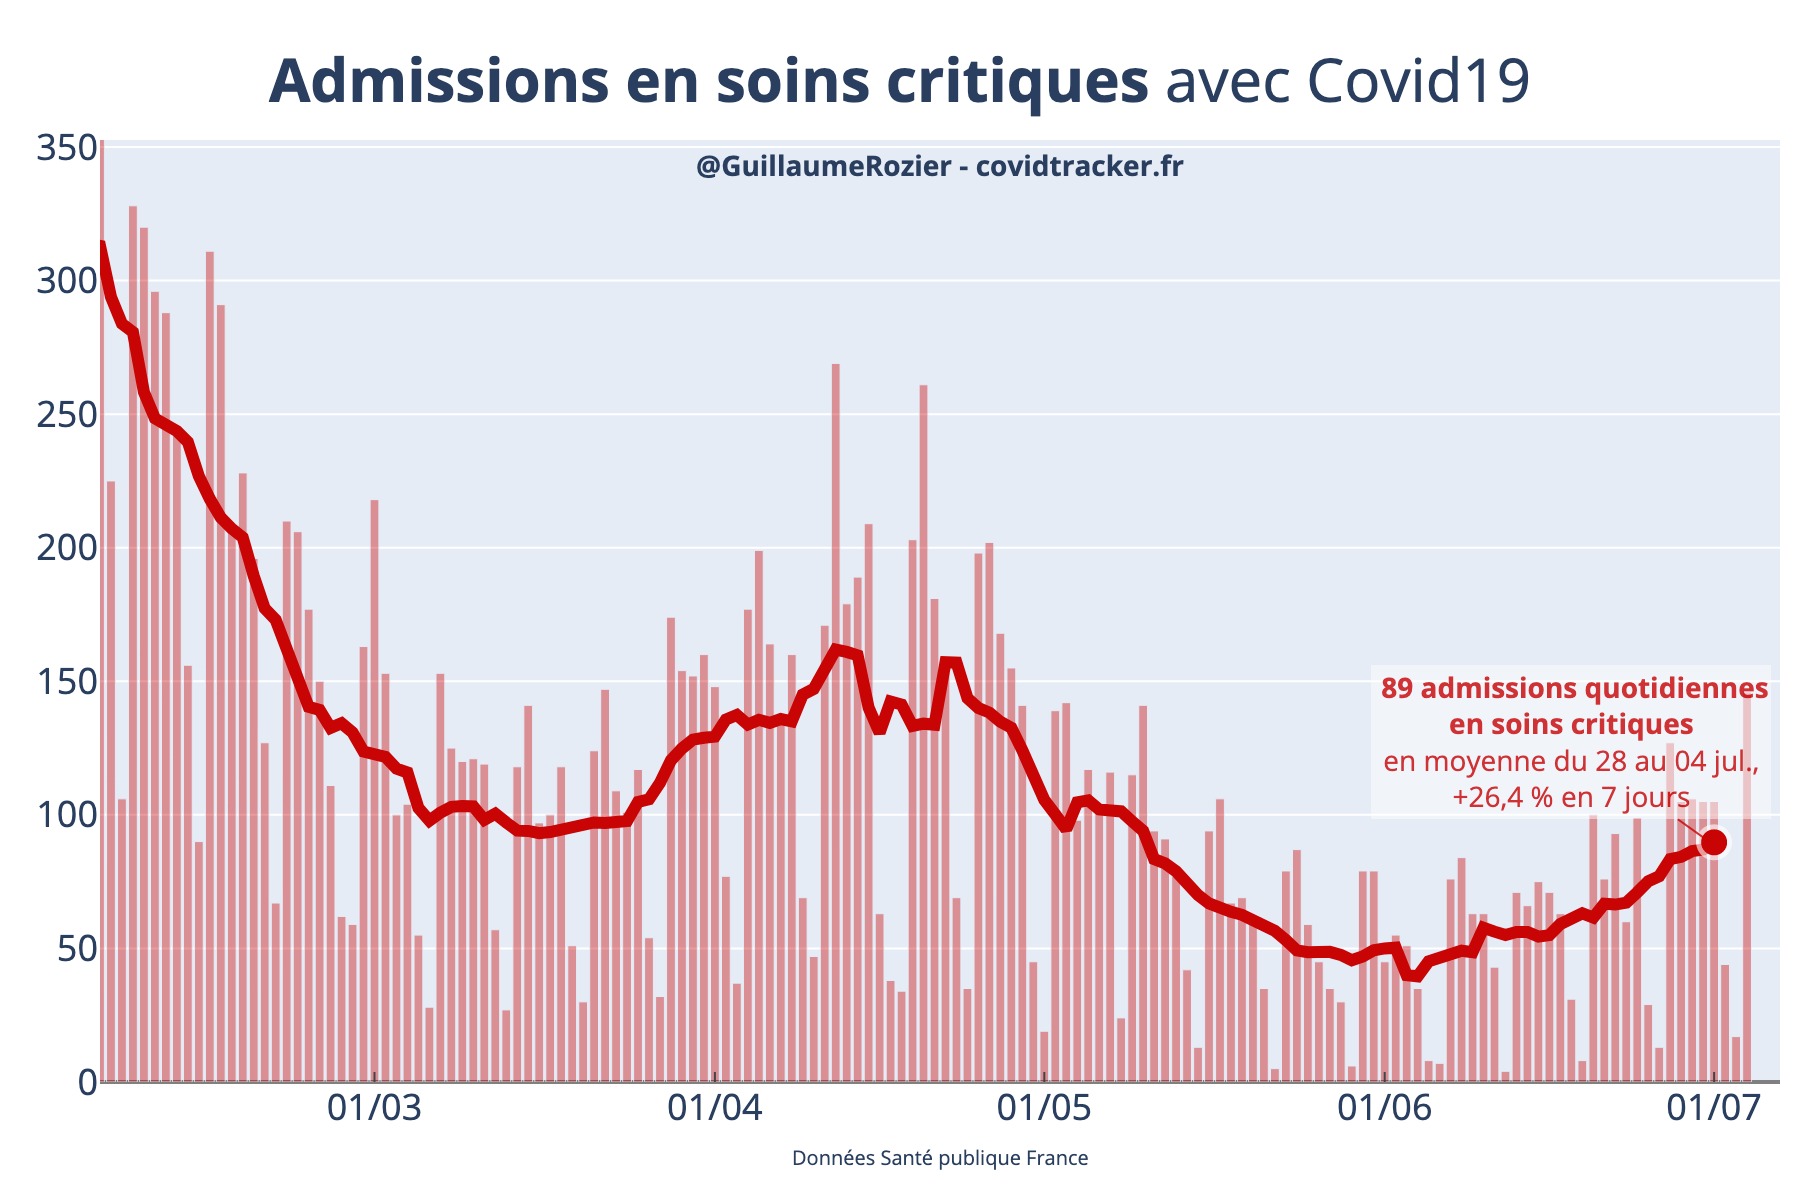 Admissions en soins critiques avec Covid19
@GuillaumeRozier - covidtracker.fr
350
300
250
200
150
100
50
0
89 admissions quotidiennes
en soins critiques
en moyenne du 28 au 04 jul.,
+26,4 % en 7 jours
01/03
01/04
01/05
01/06
01/07
Données Santé publique France